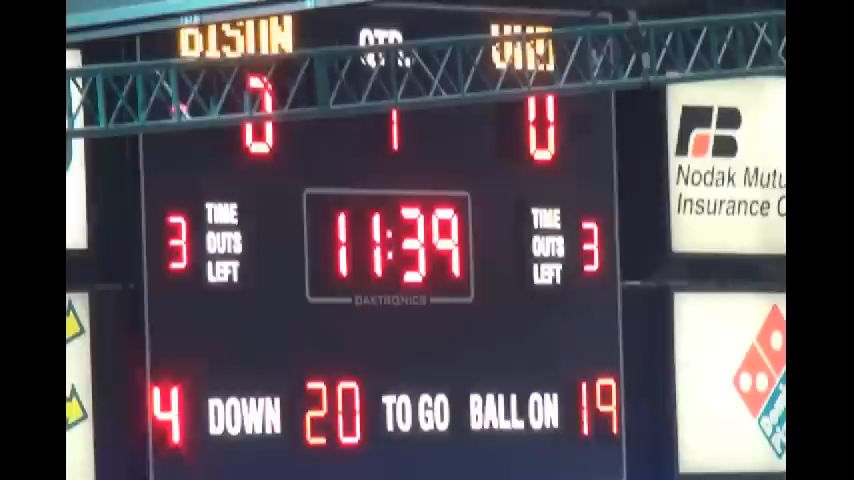 BISON QTR. UND
0 1 0
3 TIME OUTS LEFT 11:39 TIME OUTS LEFT 3
DAKTRONICS
4 DOWN 20 TO GO BALL ON 19
Nodak Mutu
Insurance C